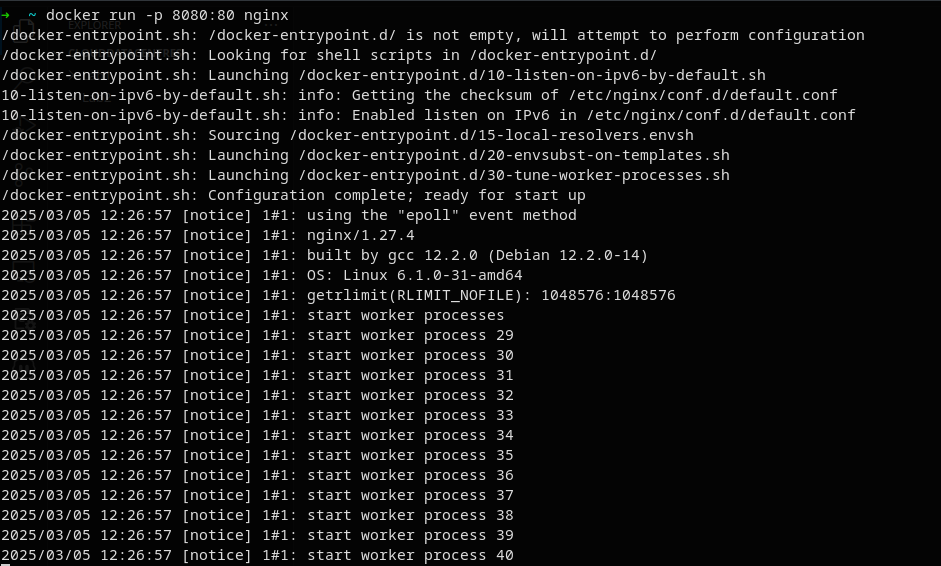 → ~ docker run -p 8080:80 nginx
/docker-entrypoint.sh: /docker-entrypoint.d/ is not empty, will attempt to perform configuration
/docker-entrypoint.sh: Looking for shell scripts in /docker-entrypoint.d/
/docker-entrypoint.sh: Launching /docker-entrypoint.d/10-listen-on-ipv6-by-default.sh
10-listen-on-ipv6-by-default.sh: info: Getting the checksum of /etc/nginx/conf.d/default.conf
10-listen-on-ipv6-by-default.sh: info: Enabled listen on IPv6 in /etc/nginx/conf.d/default.conf
/docker-entrypoint.sh: Sourcing /docker-entrypoint.d/15-local-resolvers.envsh
/docker-entrypoint.sh: Launching /docker-entrypoint.d/20-envsubst-on-templates.sh
/docker-entrypoint.sh: Launching /docker-entrypoint.d/30-tune-worker-processes.sh
/docker-entrypoint.sh: Configuration complete; ready for start up
2025/03/05 12:26:57 [notice] 1#1: using the "epoll" event method
2025/03/05 12:26:57 [notice] 1#1: nginx/1.27.4
2025/03/05 12:26:57 [notice] 1#1: built by gcc 12.2.0 (Debian 12.2.0-14)
2025/03/05 12:26:57 [notice] 1#1: OS: Linux 6.1.0-31-amd64
2025/03/05 12:26:57 [notice] 1#1: getrlimit(RLIMIT_NOFILE): 1048576:1048576
2025/03/05 12:26:57 [notice] 1#1: start worker processes
2025/03/05 12:26:57 [notice] 1#1: start worker process 29
2025/03/05 12:26:57 [notice] 1#1: start worker process 30
2025/03/05 12:26:57 [notice] 1#1: start worker process 31
2025/03/05 12:26:57 [notice] 1#1: start worker process 32
2025/03/05 12:26:57 [notice] 1#1: start worker process 33
2025/03/05 12:26:57 [notice] 1#1: start worker process 34
2025/03/05 12:26:57 [notice] 1#1: start worker process 35
2025/03/05 12:26:57 [notice] 1#1: start worker process 36
2025/03/05 12:26:57 [notice] 1#1: start worker process 37
2025/03/05 12:26:57 [notice] 1#1: start worker process 38
2025/03/05 12:26:57 [notice] 1#1: start worker process 39
2025/03/05 12:26:57 [notice] 1#1: start worker process 40